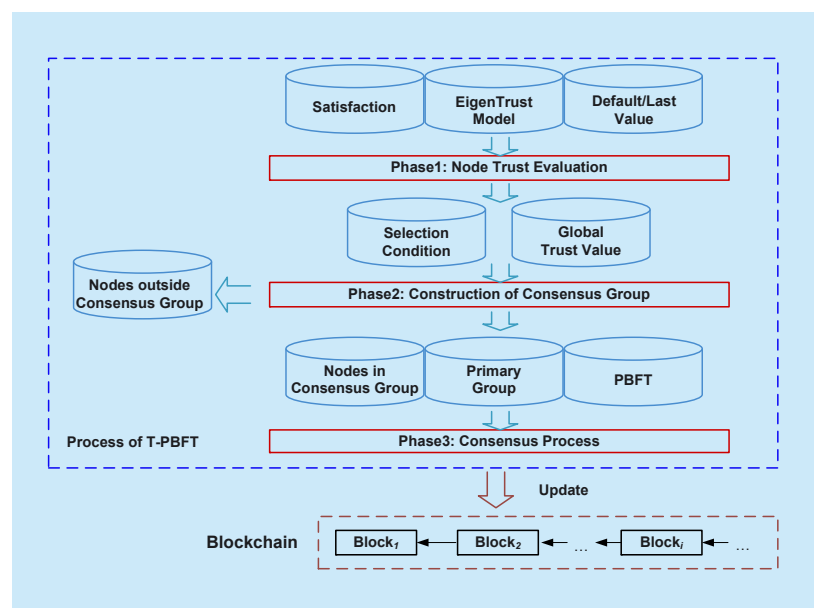 Satisfaction
EigenTrust
Model
Default/Last
Value
Phase1: Node Trust Evaluation
Selection
Condition
Global
Trust Value
Nodes outside
Consensus Group
Phase2: Construction of Consensus Group
Nodes in
Consensus Group
Primary
Group
PBFT
Process of T-PBFT
Phase3: Consensus Process
Update
Blockchain
Block1
Block2
...
Blocki
...